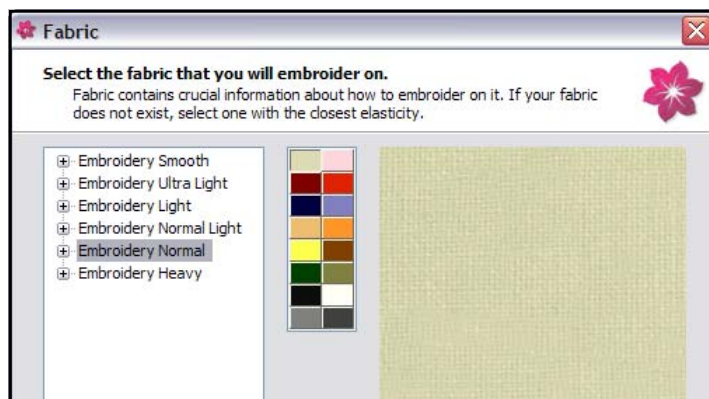 Fabric
Select the fabric that you will embroider on.
Fabric contains crucial information about how to embroider on it. If your fabric
does not exist, select one with the closest elasticity.
Embroidery Smooth
Embroidery Ultra Light
Embroidery Light
Embroidery Normal Light
Embroidery Normal
Embroidery Heavy